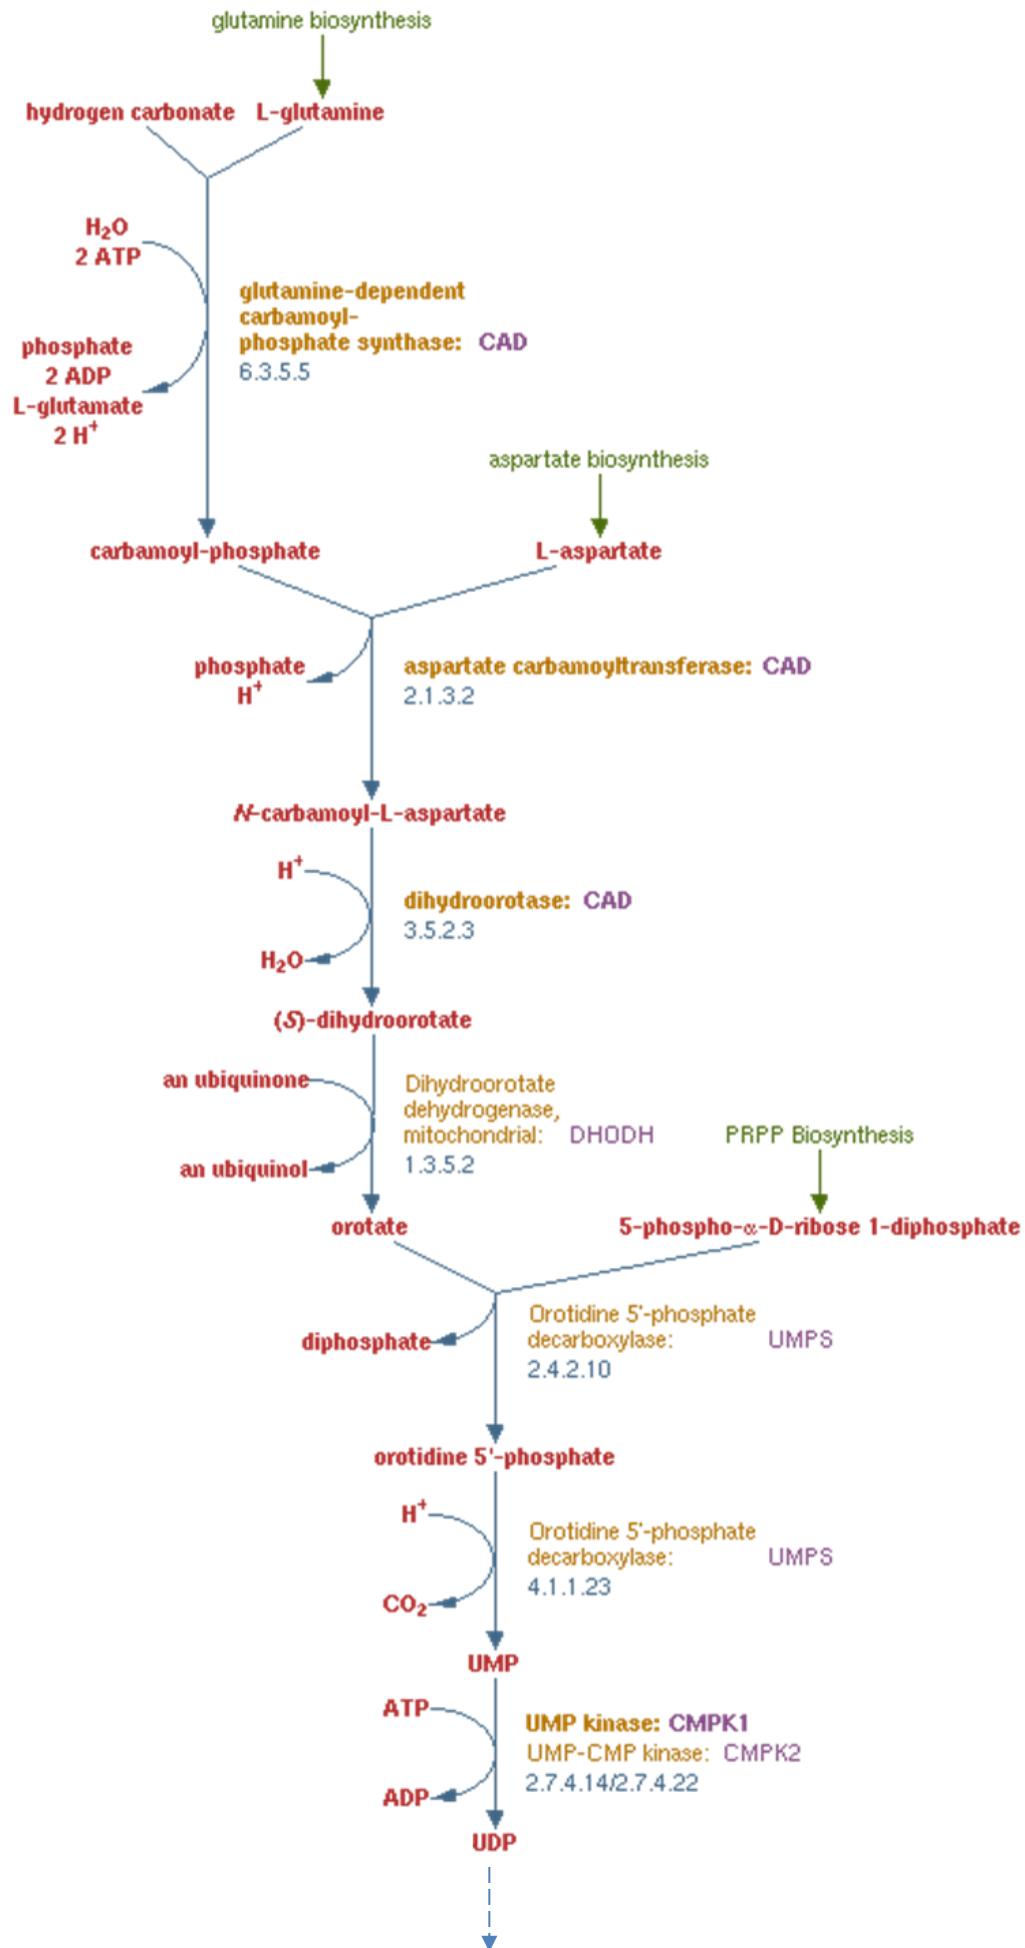 glutamine biosynthesis
hydrogen carbonate L-glutamine
H₂O
2 ATP
glutamine-dependent
carbamoyl-
phosphate synthase: CAD
6.3.5.5
phosphate
2 ADP
L-glutamate
2 H⁺
aspartate biosynthesis
carbamoyl-phosphate
L-aspartate
phosphate
H⁺
aspartate carbamoyltransferase: CAD
2.1.3.2
N-carbamoyl-L-aspartate
H⁺
dihydroorotase: CAD
3.5.2.3
H₂O
(S)-dihydroorotate
an ubiquinone
Dihydroorotate
dehydrogenase,
mitochondrial: DHODH
1.3.5.2
an ubiquinol
PRPP Biosynthesis
orotate
5-phospho-α-D-ribose 1-diphosphate
Orotidine 5'-phosphate
decarboxylase: UMPS
2.4.2.10
diphosphate
orotidine 5'-phosphate
H⁺
Orotidine 5'-phosphate
decarboxylase: UMPS
4.1.1.23
CO₂
UMP
ATP
UMP kinase: CMPK1
UMP-CMP kinase: CMPK2
2.7.4.14/2.7.4.22
ADP
UDP